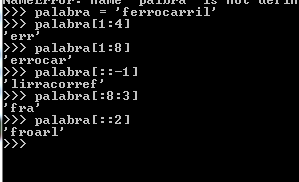 NameError: name 'palbra' is not defin
>>> palabra = 'ferrocarril'
>>> palabra[1:4]
'err'
>>> palabra[1:8]
'errocar'
>>> palabra[::-1]
'lirracorref'
>>> palabra[:8:3]
'fra'
>>> palabra[::2]
'froarl'
>>>